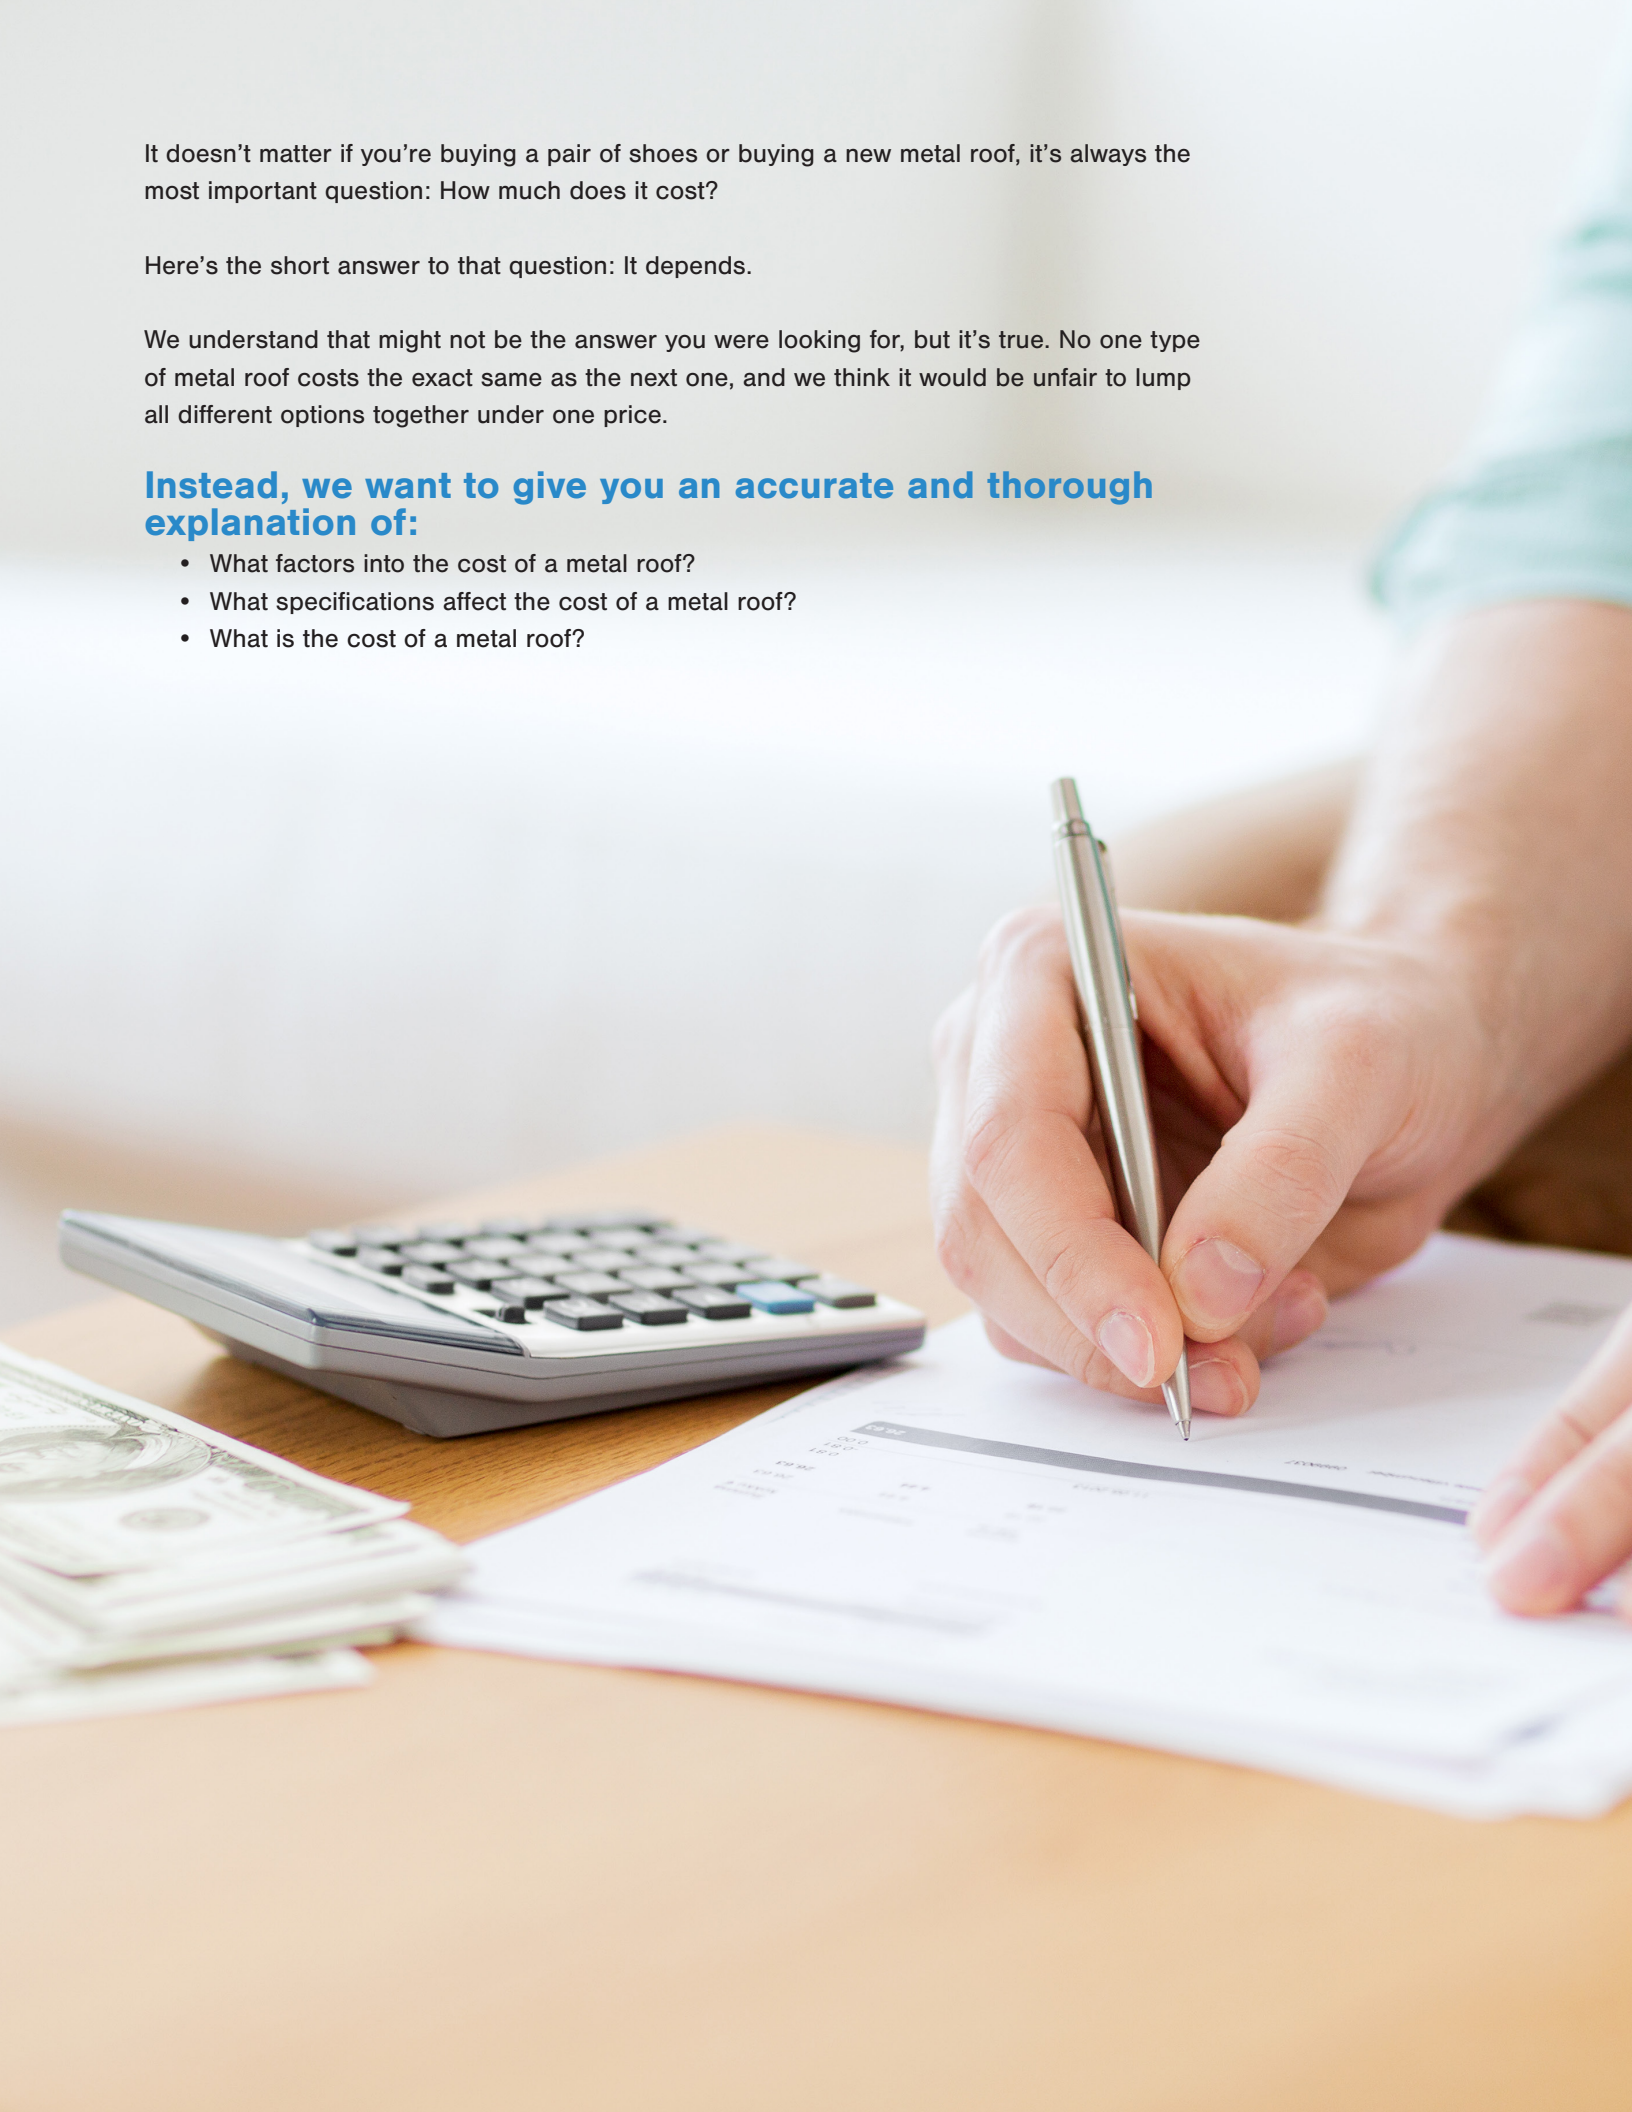 It doesn’t matter if you’re buying a pair of shoes or buying a new metal roof, it’s always the
most important question: How much does it cost?
Here’s the short answer to that question: It depends.
We understand that might not be the answer you were looking for, but it’s true. No one type
of metal roof costs the exact same as the next one, and we think it would be unfair to lump
all different options together under one price.
Instead, we want to give you an accurate and thorough
explanation of:
• What factors into the cost of a metal roof?
• What specifications affect the cost of a metal roof?
• What is the cost of a metal roof?